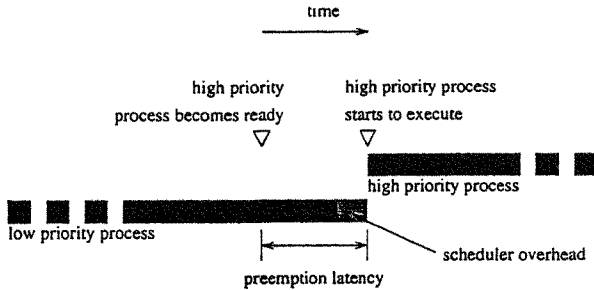 time
high priority
process becomes ready
high priority process
starts to execute
high priority process
low priority process
scheduler overhead
preemption latency